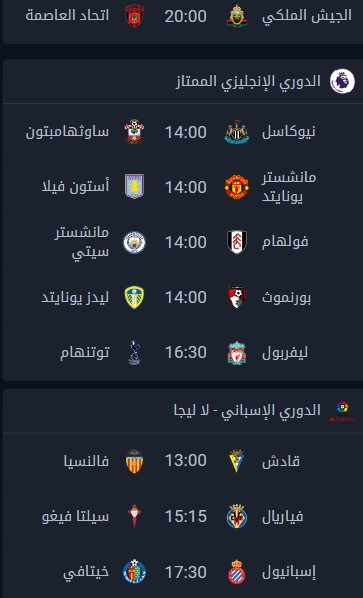 الجيش الملكي 20:00 اتحاد العاصمة
الدوري الإنجليزي الممتاز
نيوكاسل 14:00 ساوثهامبتون
مانشستر يونايتد 14:00 أستون فيلا
فولهام 14:00 مانشستر سيتي
بورنموث 14:00 ليدز يونايتد
ليفربول 16:30 توتنهام
الدوري الإسباني - لا ليجا
قادش 13:00 فالنسيا
فياريال 15:15 سيلتا فيغو
إسبانيول 17:30 خيتافي